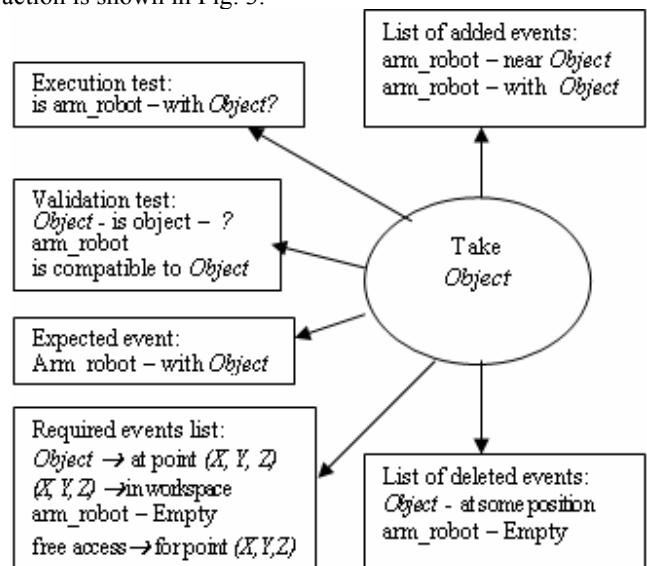 action is shown in Fig. 3.
List of added events:
arm_robot – near Object
arm_robot – with Object
Execution test:
is arm_robot – with Object?
Validation test:
Object - is object – ?
arm_robot
is compatible to Object
Take
Object
Expected event:
Arm robot – with Object
Required events list:
Object → at point (X, Y, Z)
(X, Y, Z) → in workspace
arm_robot – Empty
free access → for point (X,Y,Z)
List of deleted events:
Object - at some position
arm_robot – Empty